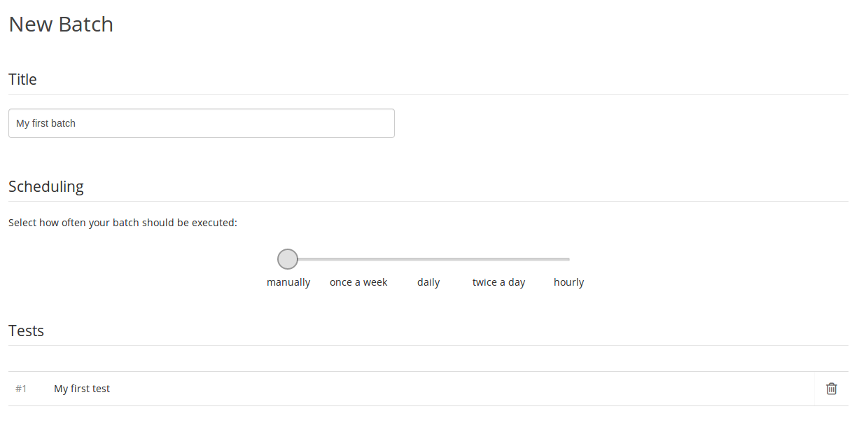 New Batch
Title
My first batch
Scheduling
Select how often your batch should be executed:
manually once a week daily twice a day hourly
Tests
#1 My first test